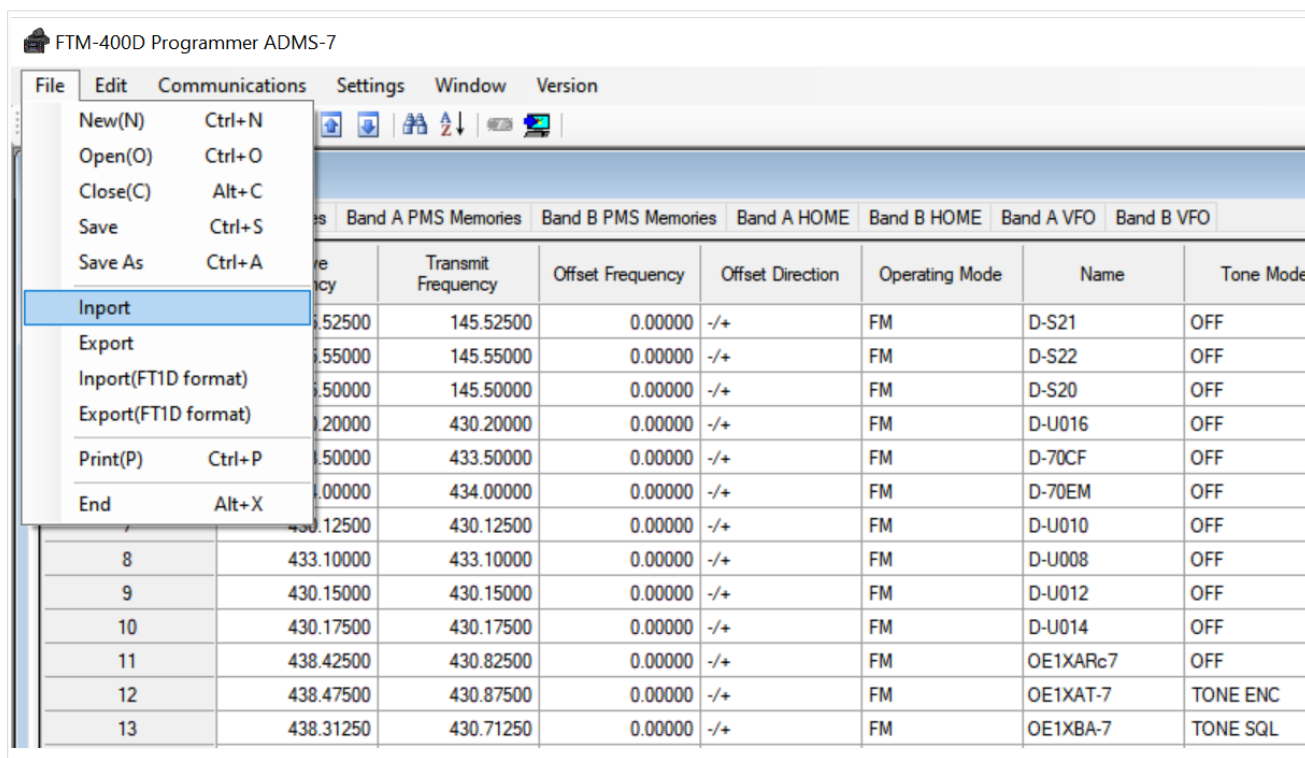 FTM-400D Programmer ADMS-7
File Edit Communications Settings Window Version
New(N) Ctrl+N
Open(O) Ctrl+O
Close(C) Alt+C
Save Ctrl+S
Save As Ctrl+A
Inport
Export
Inport(FT1D format)
Export(FT1D format)
Print(P) Ctrl+P
End Alt+X
Band A PMS Memories Band B PMS Memories Band A HOME Band B HOME Band A VFO Band B VFO
Transmit Frequency Offset Frequency Offset Direction Operating Mode Name Tone Mode
.52500 145.52500 0.00000 -/+ FM D-S21 OFF
.55000 145.55000 0.00000 -/+ FM D-S22 OFF
.50000 145.50000 0.00000 -/+ FM D-S20 OFF
.20000 430.20000 0.00000 -/+ FM D-U016 OFF
.50000 433.50000 0.00000 -/+ FM D-70CF OFF
.00000 434.00000 0.00000 -/+ FM D-70EM OFF
7 430.12500 430.12500 0.00000 -/+ FM D-U010 OFF
8 433.10000 433.10000 0.00000 -/+ FM D-U008 OFF
9 430.15000 430.15000 0.00000 -/+ FM D-U012 OFF
10 430.17500 430.17500 0.00000 -/+ FM D-U014 OFF
11 438.42500 430.82500 0.00000 -/+ FM OE1XARc7 OFF
12 438.47500 430.87500 0.00000 -/+ FM OE1XAT-7 TONE ENC
13 438.31250 430.71250 0.00000 -/+ FM OE1XBA-7 TONE SQL